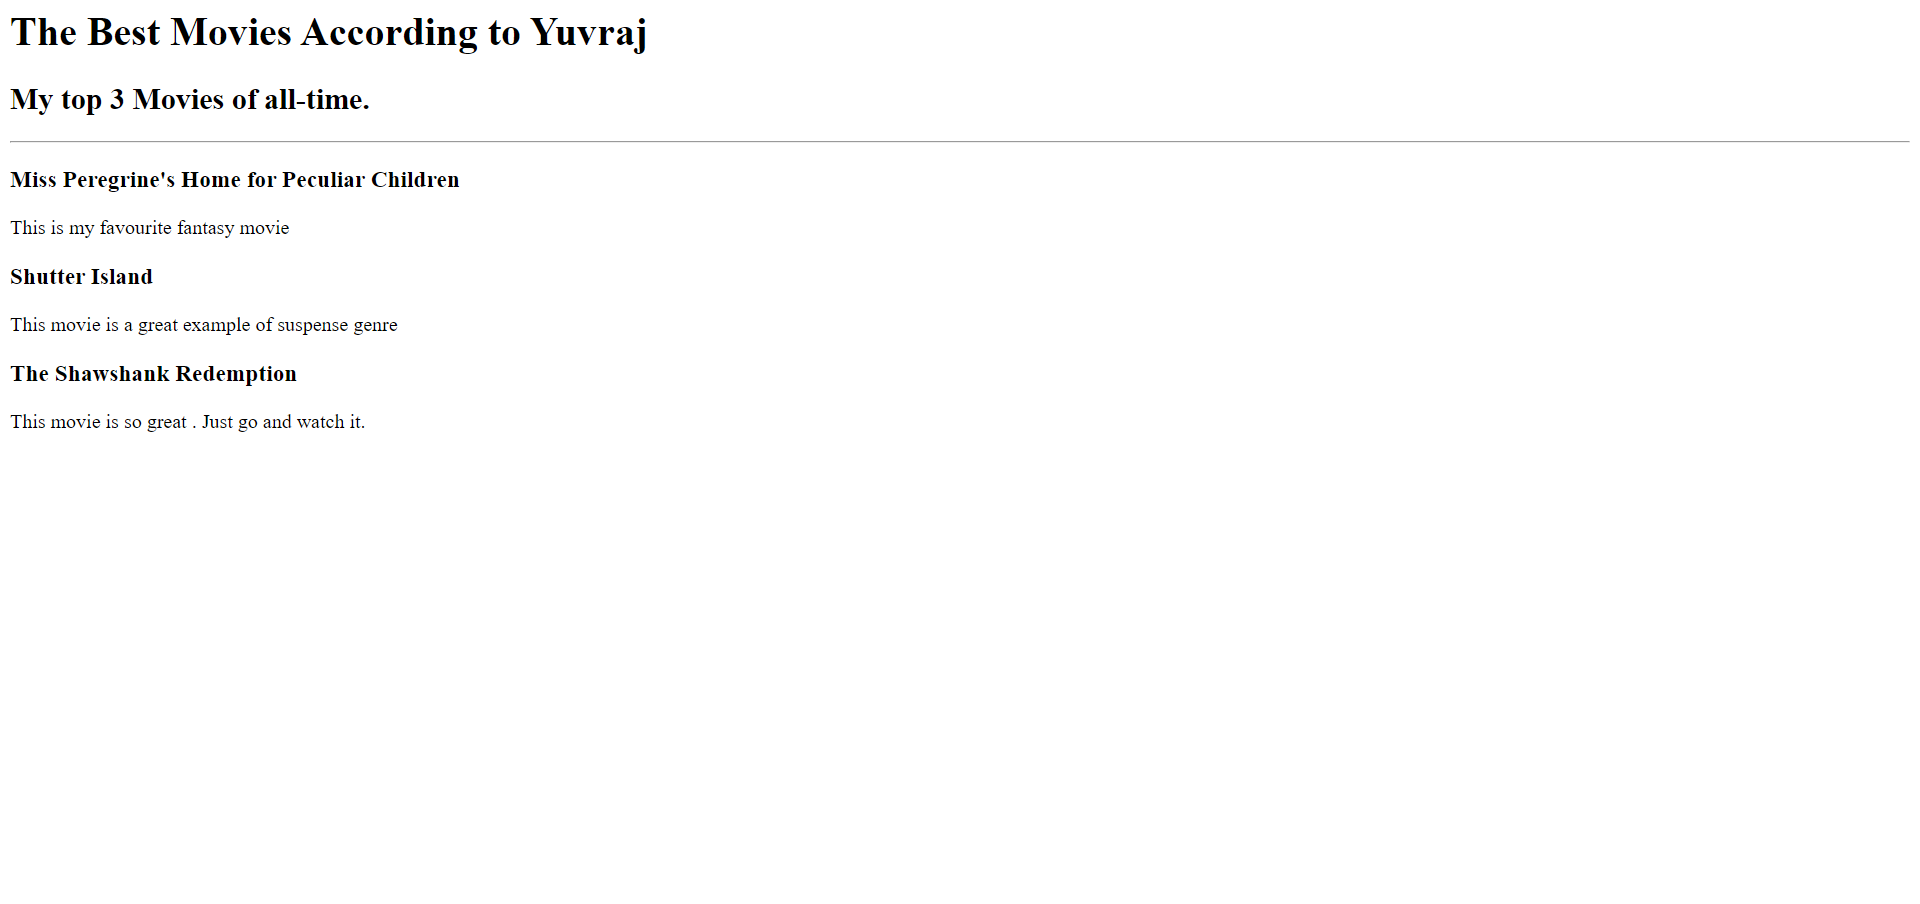 The Best Movies According to Yuvraj
My top 3 Movies of all-time.
Miss Peregrine's Home for Peculiar Children
This is my favourite fantasy movie
Shutter Island
This movie is a great example of suspense genre
The Shawshank Redemption
This movie is so great . Just go and watch it.